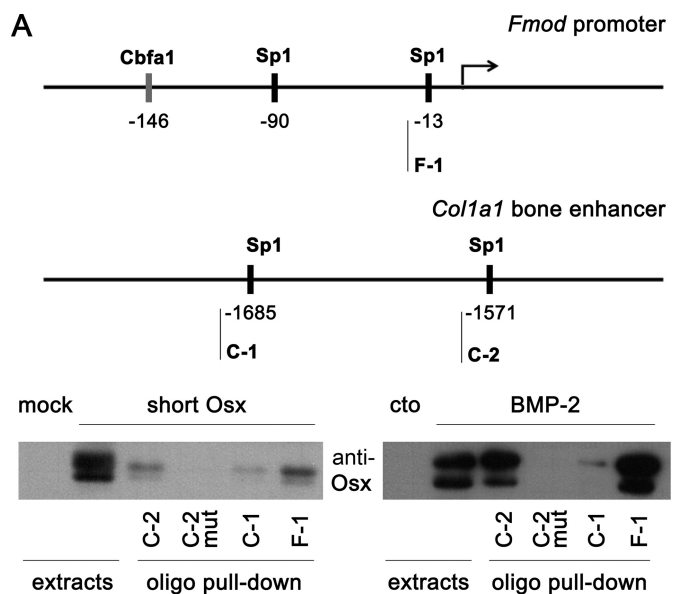 A
Fmod promoter
Cbfa1 Sp1 Sp1
-146 -90 -13
F-1
Col1a1 bone enhancer
Sp1 Sp1
-1685 -1571
C-1 C-2
mock short Osx cto BMP-2
anti-
Osx
C-2 C-2 mut C-1 F-1 C-2 C-2 mut C-1 F-1
extracts oligo pull-down extracts oligo pull-down